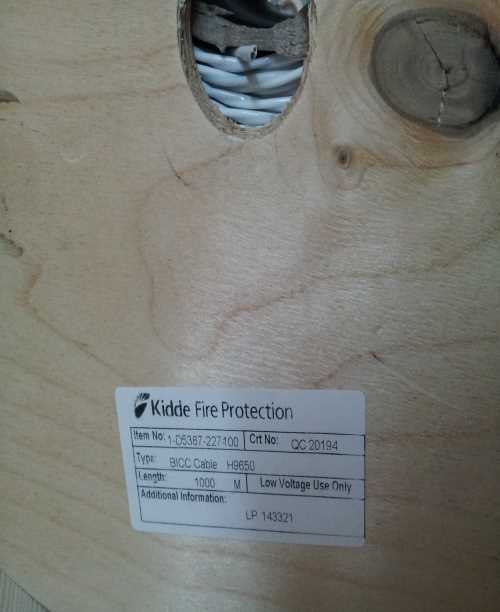 Kidde Fire Protection
Item No: 1-D5387-227-100 Crt No: QC 20194
Type: BICC Cable H9650
Length: 1000 M Low Voltage Use Only
Additional Information:
LP 143321